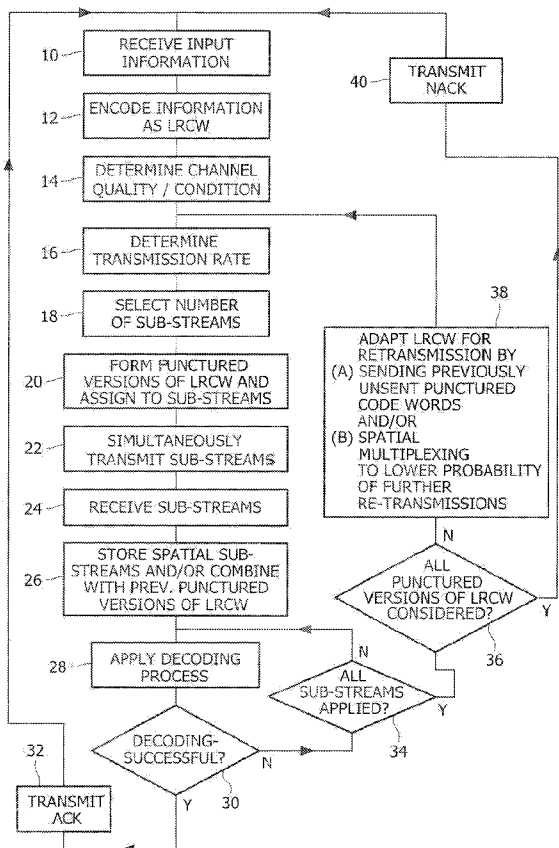 10
RECEIVE INPUT
INFORMATION
12
ENCODE INFORMATION
AS LRCW
14
DETERMINE CHANNEL
QUALITY / CONDITION
16
DETERMINE
TRANSMISSION RATE
18
SELECT NUMBER
OF SUB-STREAMS
20
FORM PUNCTURED
VERSIONS OF LRCW AND
ASSIGN TO SUB-STREAMS
22
SIMULTANEOUSLY
TRANSMIT SUB-STREAMS
24
RECEIVE SUB-STREAMS
26
STORE SPATIAL SUB-
STREAMS AND/OR COMBINE
WITH PREV. PUNCTURED
VERSIONS OF LRCW
28
APPLY DECODING
PROCESS
DECODING-
SUCCESSFUL?
30
N
Y
32
TRANSMIT
ACK
N
ALL
SUB-STREAMS
APPLIED?
Y
34
N
ALL
PUNCTURED
VERSIONS OF LRCW
CONSIDERED?
Y
36
38
ADAPT LRCW FOR
RETRANSMISSION BY
(A) SENDING PREVIOUSLY
UNSENT PUNCTURED
CODE WORDS
AND/OR
(B) SPATIAL
MULTIPLEXING
TO LOWER PROBABILITY
OF FURTHER
RE-TRANSMISSIONS
40
TRANSMIT
NACK